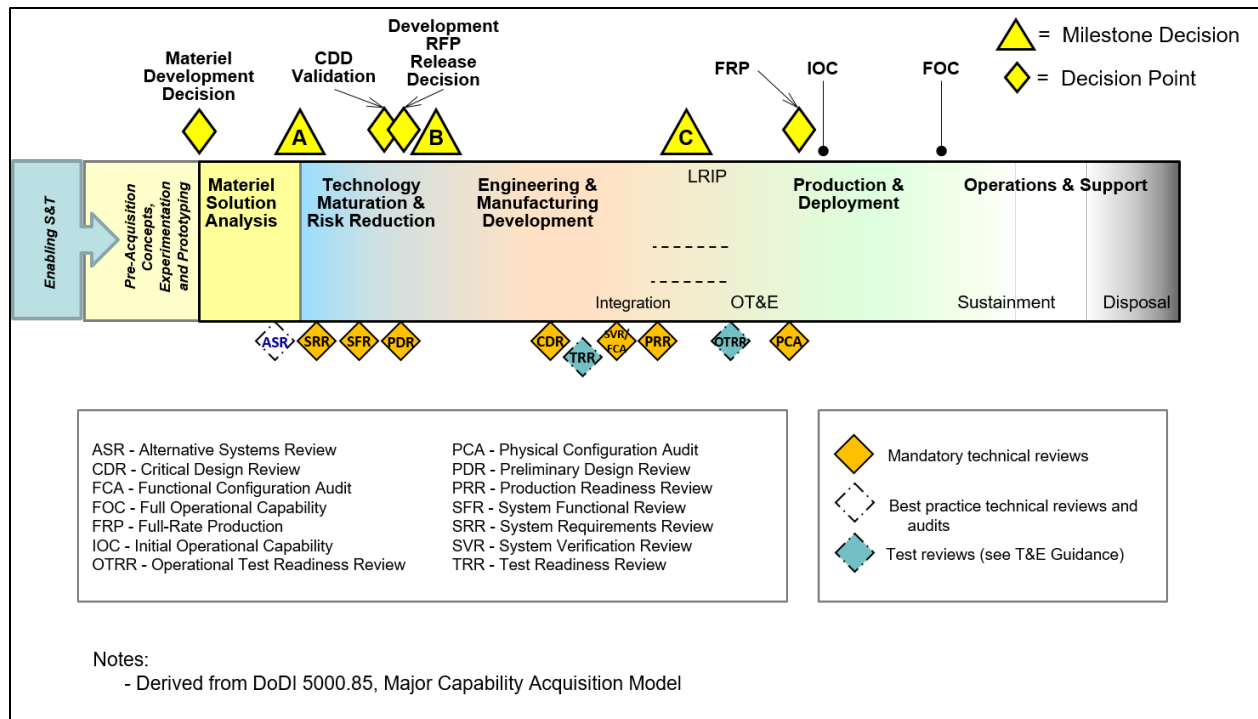 Materiel
Development
Decision
CDD
Validation
Development
RFP
Release
Decision
FRP
IOC
FOC
= Milestone Decision
= Decision Point
A
B
C
Enabling S&T
Pre-Acquisition
Concepts,
Experimentation
and Prototyping
Materiel
Solution
Analysis
Technology
Maturation &
Risk Reduction
Engineering &
Manufacturing
Development
LRIP
Production &
Deployment
Operations & Support
Integration
OT&E
Sustainment
Disposal
ASR
SRR
SFR
PDR
CDR
TRR
SVR/
FCA
PRR
OTRR
PCA
ASR - Alternative Systems Review
CDR - Critical Design Review
FCA - Functional Configuration Audit
FOC - Full Operational Capability
FRP - Full-Rate Production
IOC - Initial Operational Capability
OTRR - Operational Test Readiness Review
PCA - Physical Configuration Audit
PDR - Preliminary Design Review
PRR - Production Readiness Review
SFR - System Functional Review
SRR - System Requirements Review
SVR - System Verification Review
TRR - Test Readiness Review
Mandatory technical reviews
Best practice technical reviews and
audits
Test reviews (see T&E Guidance)
Notes:
- Derived from DoDI 5000.85, Major Capability Acquisition Model